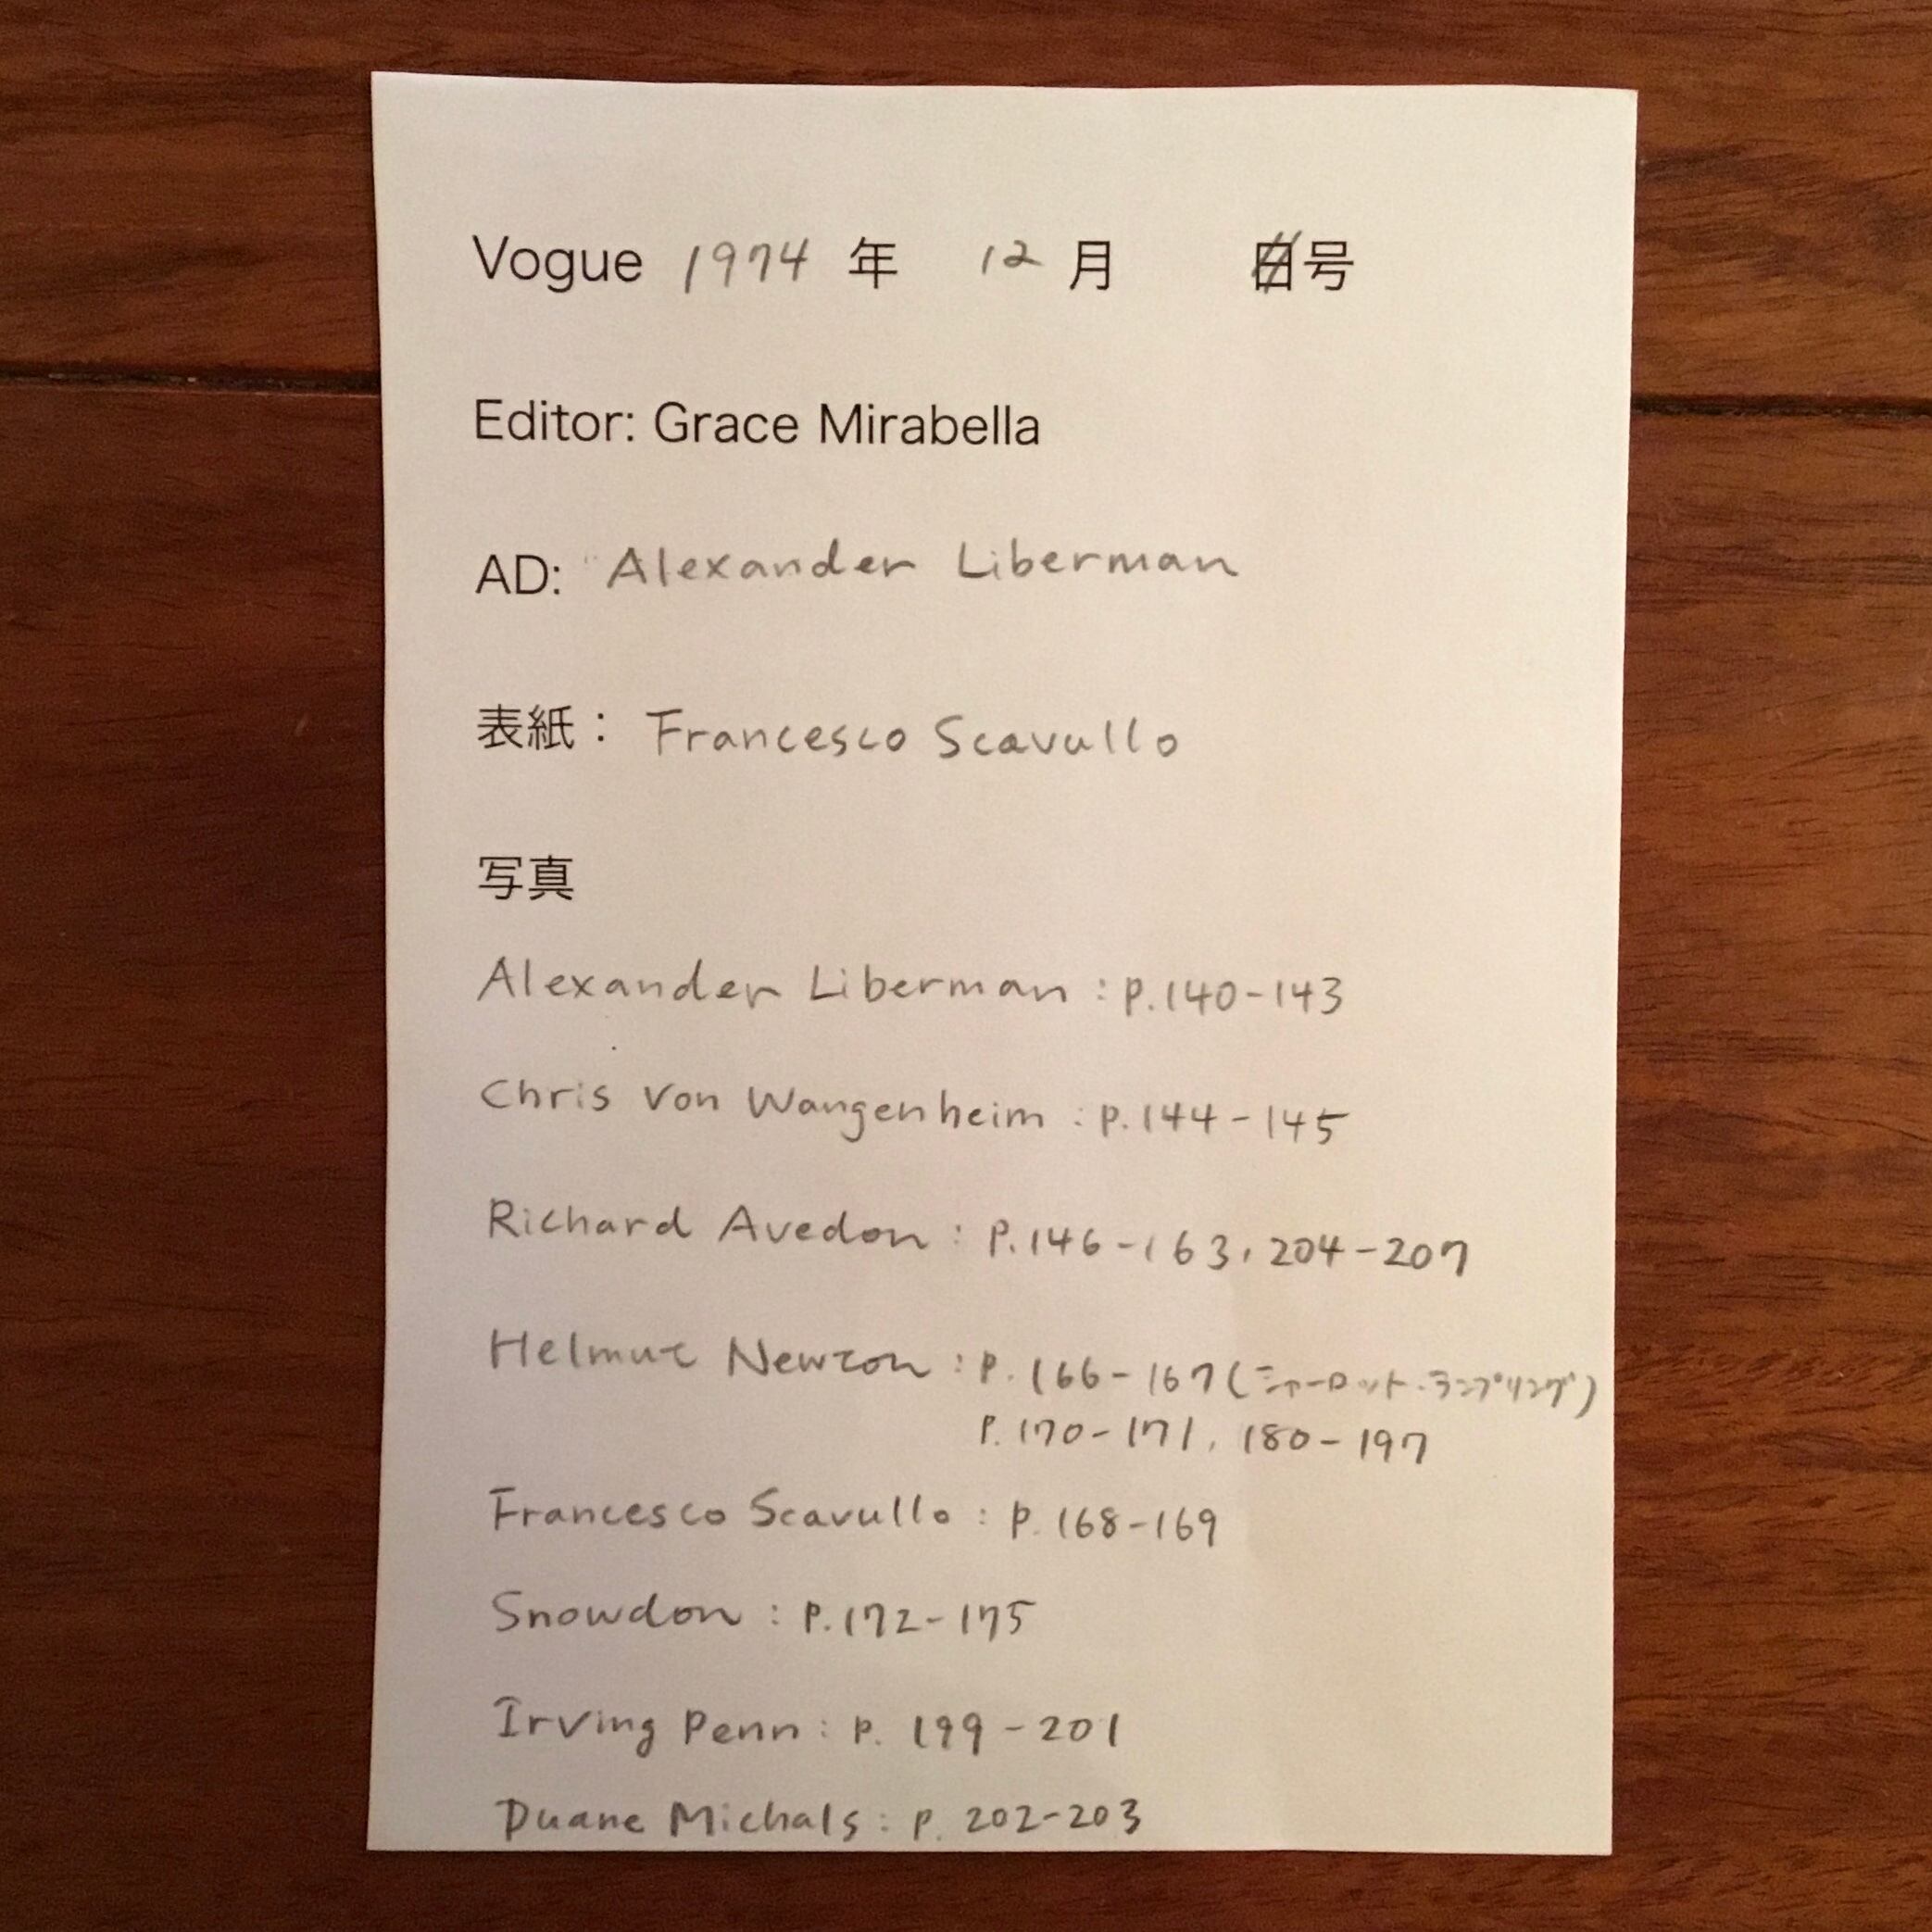 Vogue 1974 年 12 月 日号
Editor: Grace Mirabella
AD: Alexander Liberman
表紙： Francesco Scavullo
写真
Alexander Liberman : p.140-143
Chris von Wangenheim : p.144-145
Richard Avedon : p.146-163, 204-207
Helmut Newton : p. 166-167 (シャーロット・ランプリング)
p. 170-171, 180-197
Francesco Scavullo : p. 168-169
Snowdon : p.172-175
Irving Penn : p. 199-201
Duane Michals : p. 202-203